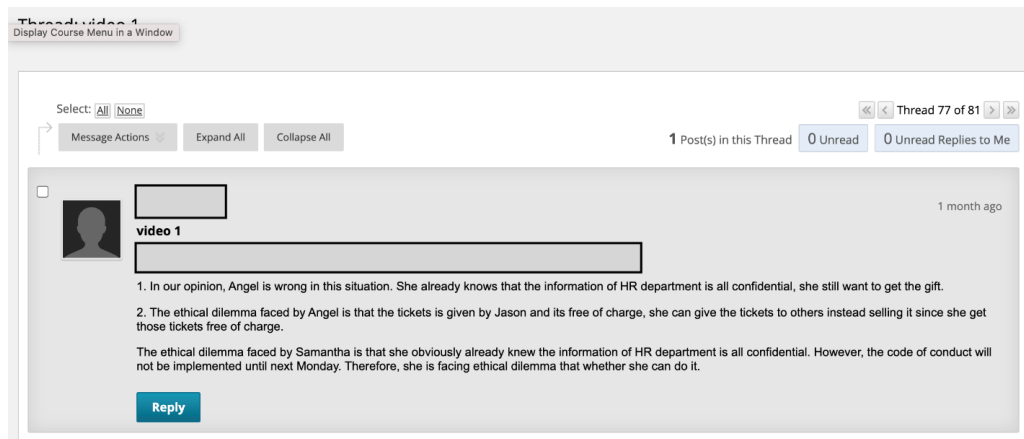 Thread: video 1
Display Course Menu in a Window
Select: All None
Thread 77 of 81
Message Actions Expand All Collapse All
1 Post(s) in this Thread 0 Unread 0 Unread Replies to Me
1 month ago
video 1
1. In our opinion, Angel is wrong in this situation. She already knows that the information of HR department is all confidential, she still want to get the gift.
2. The ethical dilemma faced by Angel is that the tickets is given by Jason and its free of charge, she can give the tickets to others instead selling it since she get
those tickets free of charge.
The ethical dilemma faced by Samantha is that she obviously already knew the information of HR department is all confidential. However, the code of conduct will
not be implemented until next Monday. Therefore, she is facing ethical dilemma that whether she can do it.
Reply